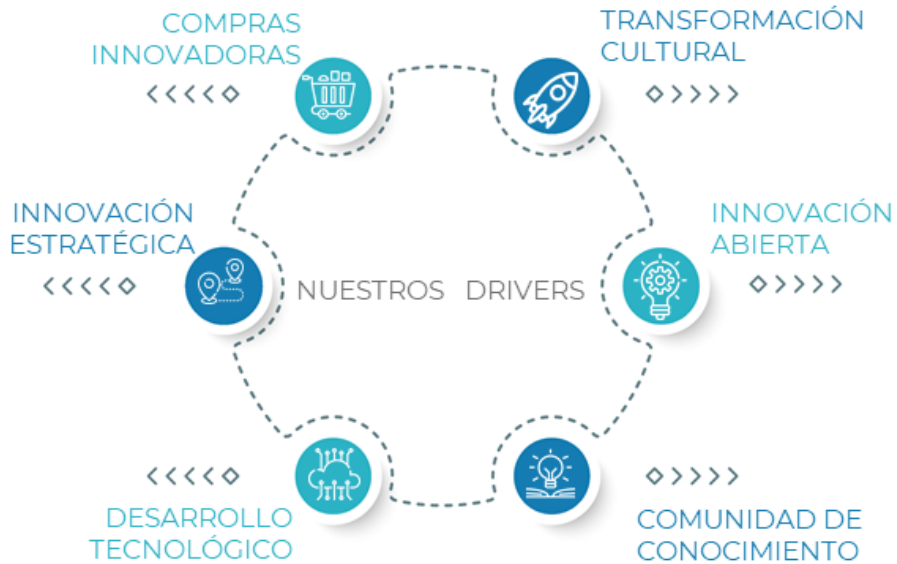 COMPRAS
INNOVADORAS
TRANSFORMACIÓN
CULTURAL
INNOVACIÓN
ESTRATÉGICA
NUESTROS DRIVERS
INNOVACIÓN
ABIERTA
DESARROLLO
TECNOLÓGICO
COMUNIDAD DE
CONOCIMIENTO